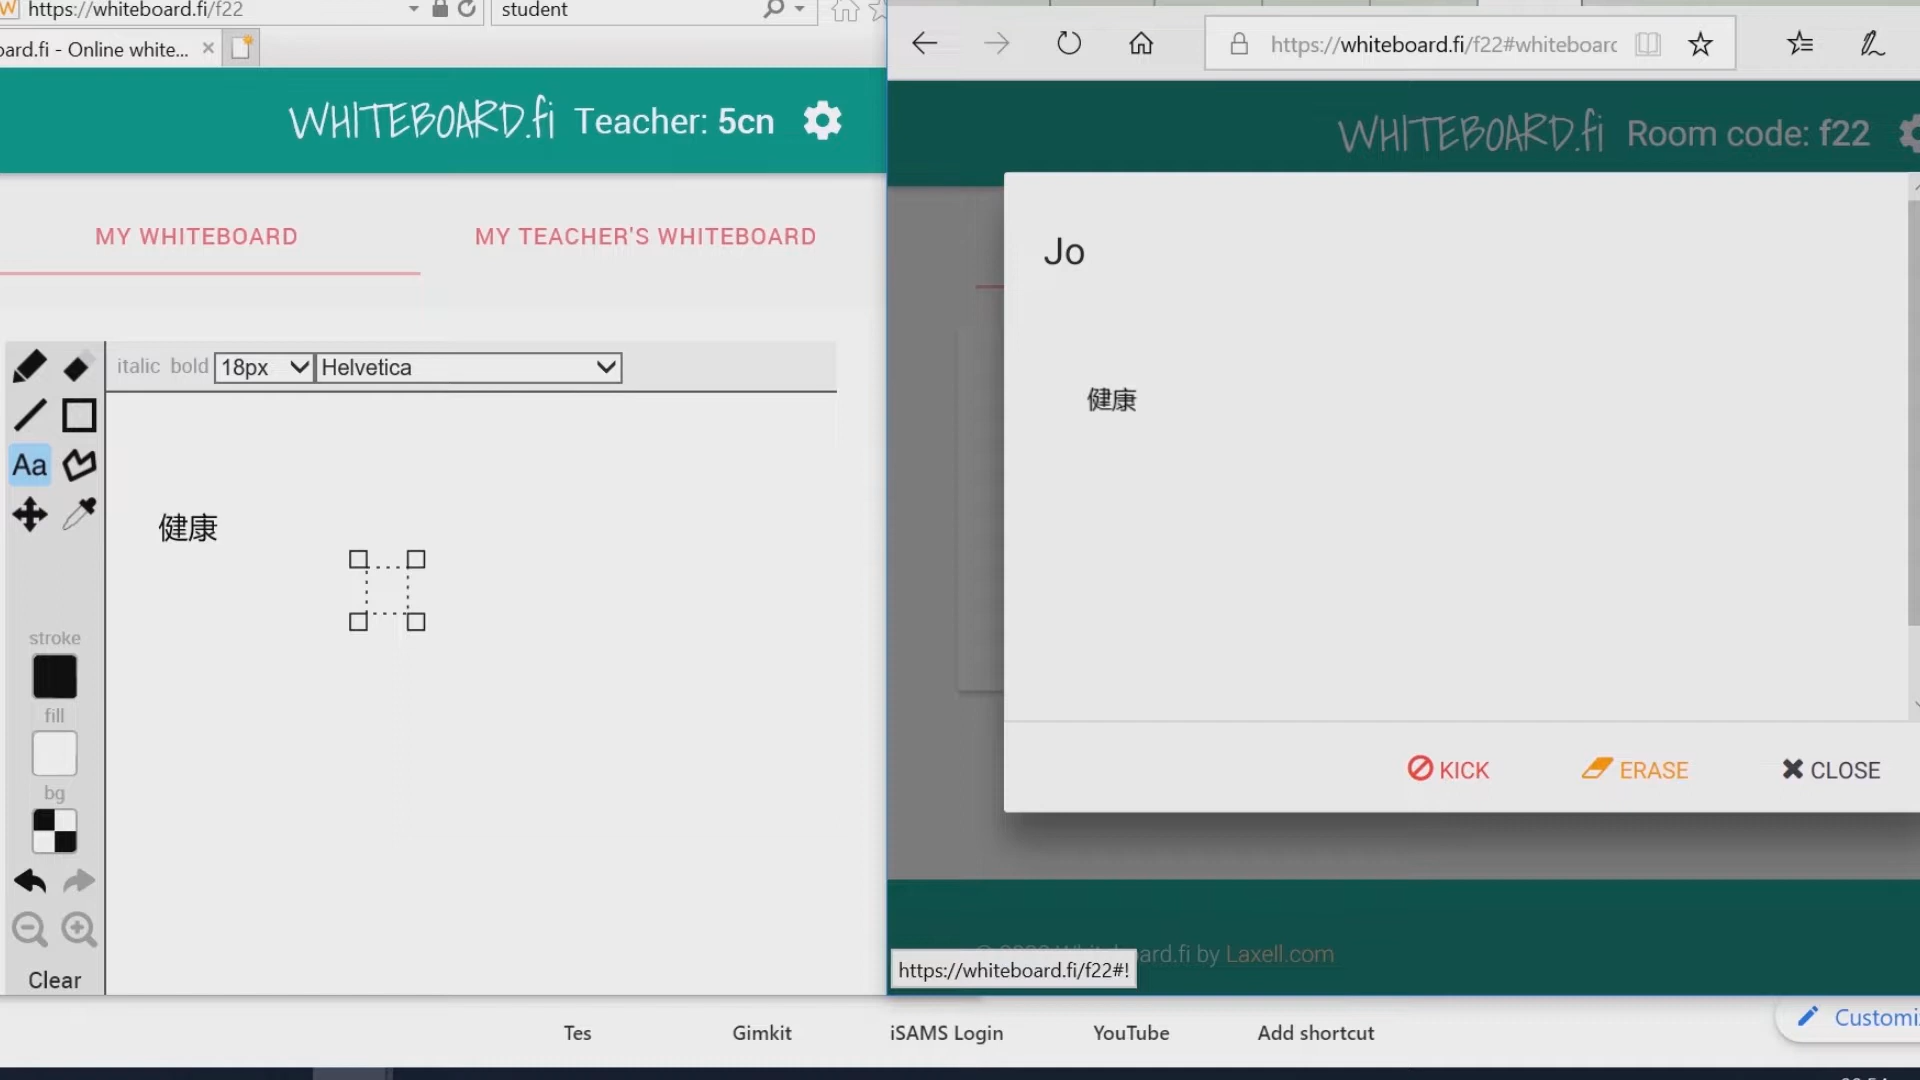 https://whiteboard.fi/f22
student
ard.fi - Online white...
WHITEBOARD.fi Teacher: 5cn
MY WHITEBOARD
MY TEACHER'S WHITEBOARD
italic bold 18px Helvetica
Aa
健康
stroke
fill
bg
Clear
https://whiteboard.fi/f22#whiteboard
WHITEBOARD.fi Room code: f22
Jo
健康
KICK
ERASE
CLOSE
ard.fi by Laxell.com
https://whiteboard.fi/f22#!
Tes
Gimkit
iSAMS Login
YouTube
Add shortcut
Customi